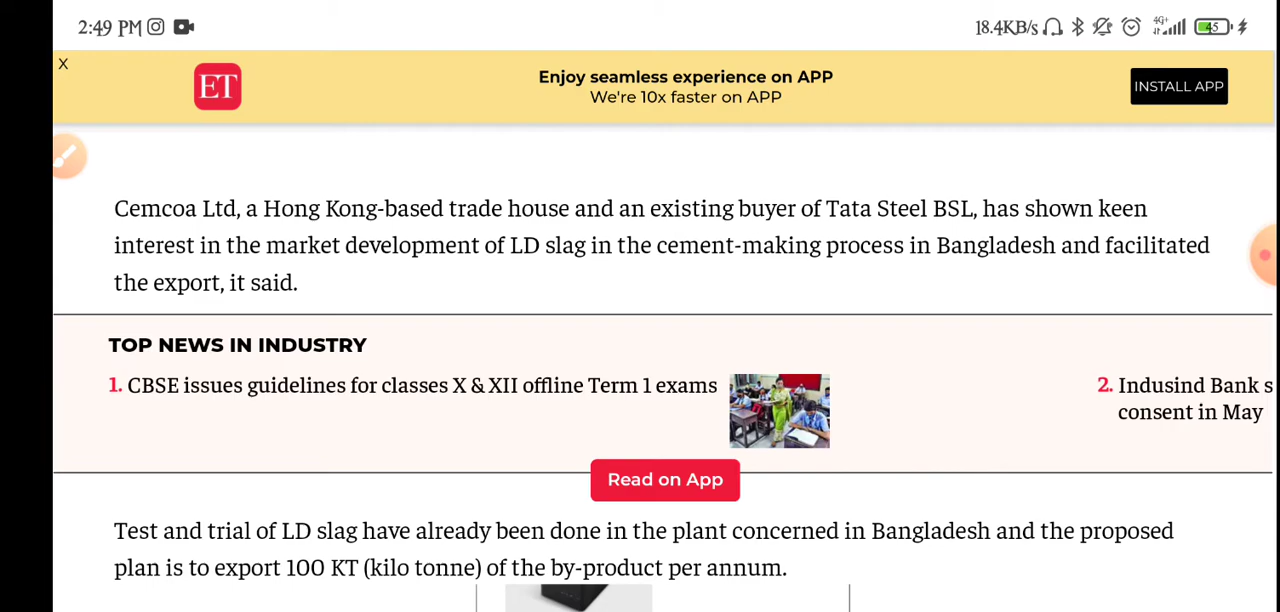 2:49 PM
18.4KB/s 4G+ 45
X
ET
Enjoy seamless experience on APP
We're 10x faster on APP
INSTALL APP
Cemcoa Ltd, a Hong Kong-based trade house and an existing buyer of Tata Steel BSL, has shown keen
interest in the market development of LD slag in the cement-making process in Bangladesh and facilitated
the export, it said.
TOP NEWS IN INDUSTRY
1. CBSE issues guidelines for classes X & XII offline Term 1 exams
2. Indusind Bank s
consent in May
Read on App
Test and trial of LD slag have already been done in the plant concerned in Bangladesh and the proposed
plan is to export 100 KT (kilo tonne) of the by-product per annum.